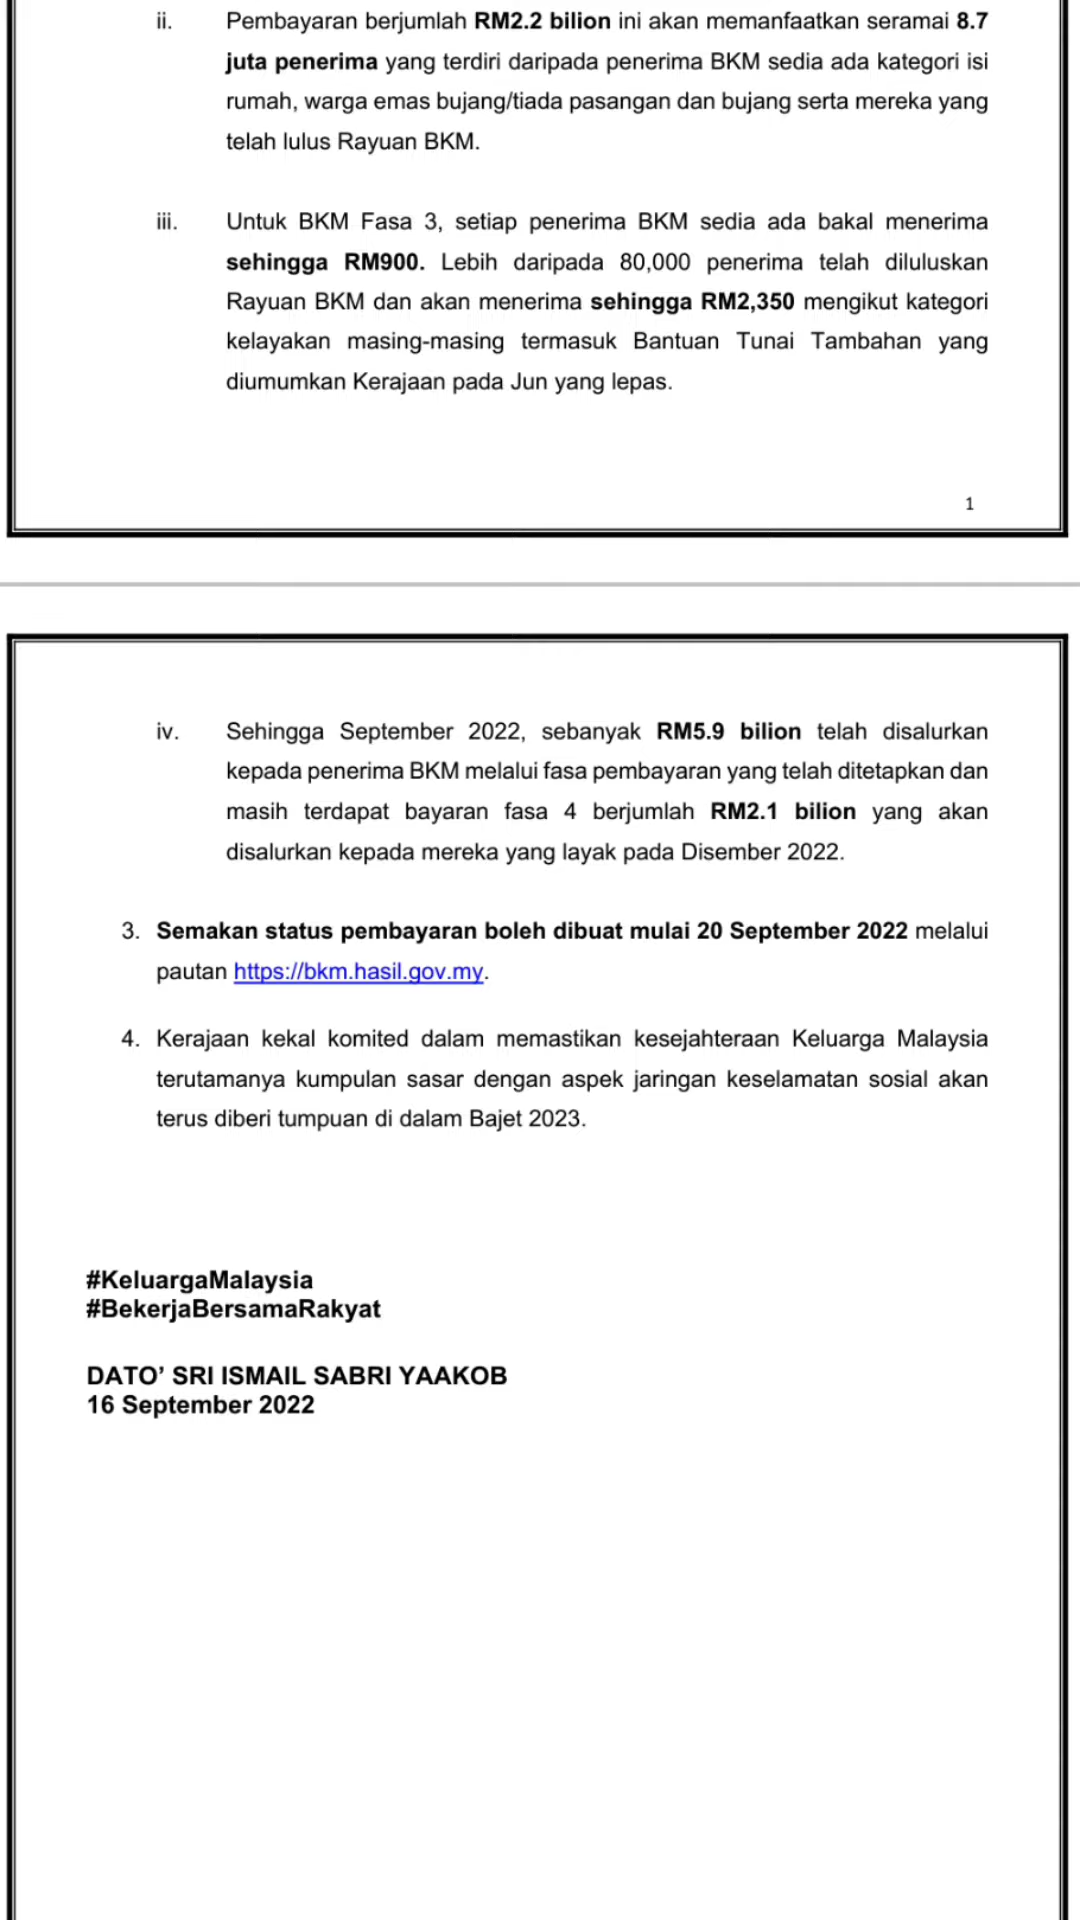 ii. Pembayaran berjumlah RM2.2 bilion ini akan memanfaatkan seramai 8.7
juta penerima yang terdiri daripada penerima BKM sedia ada kategori isi
rumah, warga emas bujang/tiada pasangan dan bujang serta mereka yang
telah lulus Rayuan BKM.
iii. Untuk BKM Fasa 3, setiap penerima BKM sedia ada bakal menerima
sehingga RM900. Lebih daripada 80,000 penerima telah diluluskan
Rayuan BKM dan akan menerima sehingga RM2,350 mengikut kategori
kelayakan masing-masing termasuk Bantuan Tunai Tambahan yang
diumumkan Kerajaan pada Jun yang lepas.
1
iv. Sehingga September 2022, sebanyak RM5.9 bilion telah disalurkan
kepada penerima BKM melalui fasa pembayaran yang telah ditetapkan dan
masih terdapat bayaran fasa 4 berjumlah RM2.1 bilion yang akan
disalurkan kepada mereka yang layak pada Disember 2022.
3. Semakan status pembayaran boleh dibuat mulai 20 September 2022 melalui
pautan https://bkm.hasil.gov.my.
4. Kerajaan kekal komited dalam memastikan kesejahteraan Keluarga Malaysia
terutamanya kumpulan sasar dengan aspek jaringan keselamatan sosial akan
terus diberi tumpuan di dalam Bajet 2023.
#KeluargaMalaysia
#BekerjaBersamaRakyat
DATO’ SRI ISMAIL SABRI YAAKOB
16 September 2022